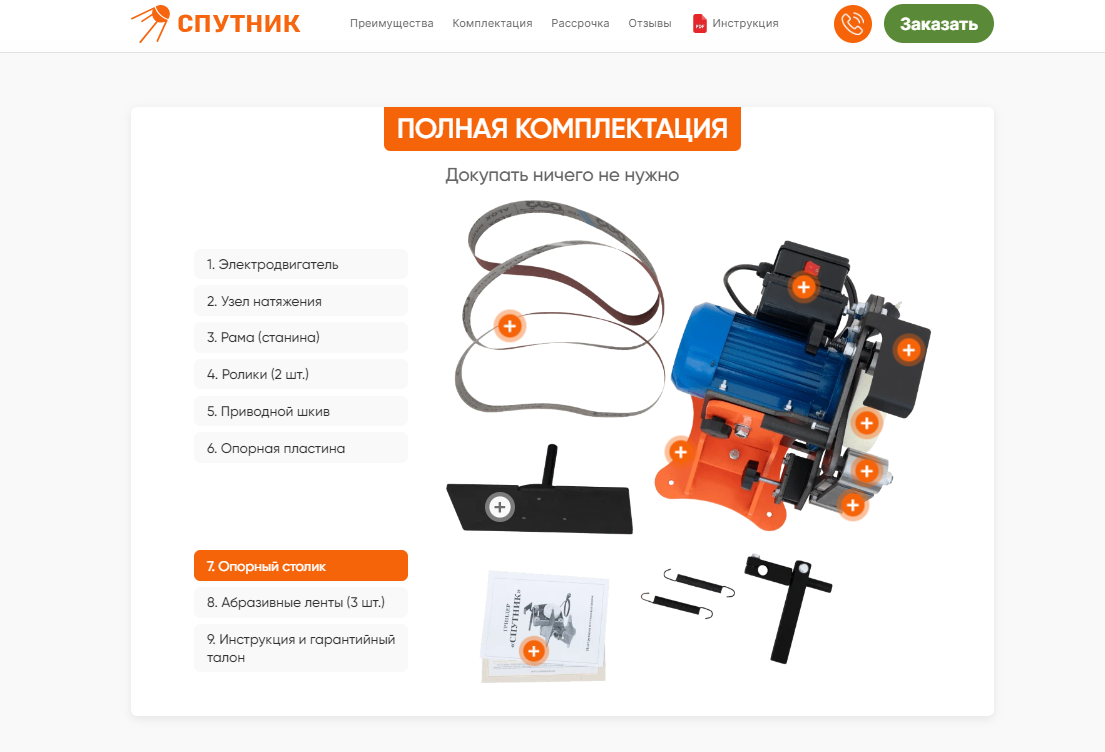 СПУТНИК
Преимущества
Комплектация
Рассрочка
Отзывы
PDF
Инструкция
Заказать
ПОЛНАЯ КОМПЛЕКТАЦИЯ
Докупать ничего не нужно
1. Электродвигатель
2. Узел натяжения
3. Рама (станина)
4. Ролики (2 шт.)
5. Приводной шкив
6. Опорная пластина
7. Опорный столик
8. Абразивные ленты (3 шт.)
9. Инструкция и гарантийный
талон
ГРИНДЕР
«СПУТНИК»